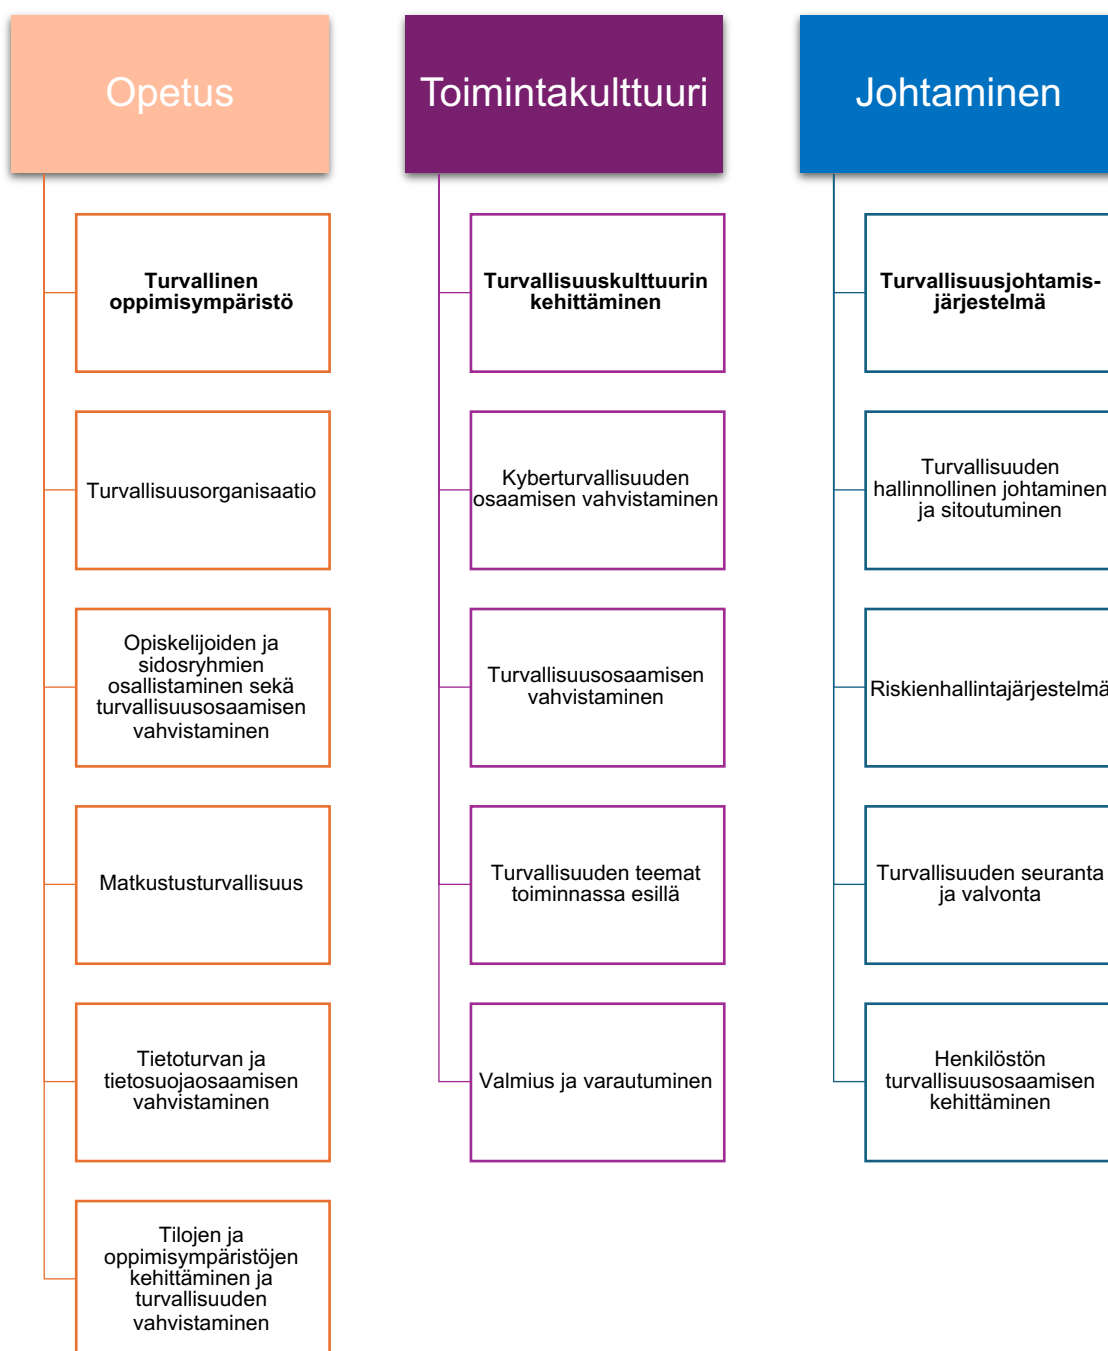 Opetus
Turvallinen
oppimisympäristö
Turvallisuusorganisaatio
Opiskelijoiden ja
sidosryhmien
osallistaminen sekä
turvallisuusosaamisen
vahvistaminen
Matkustusturvallisuus
Tietoturvan ja
tietosuojaosaamisen
vahvistaminen
Tilojen ja
oppimisympäristöjen
kehittäminen ja
turvallisuuden
vahvistaminen
Toimintakulttuuri
Turvallisuuskulttuurin
kehittäminen
Kyberturvallisuuden
osaamisen vahvistaminen
Turvallisuusosaamisen
vahvistaminen
Turvallisuuden teemat
toiminnassa esillä
Valmius ja varautuminen
Johtaminen
Turvallisuusjohtamis-
järjestelmä
Turvallisuuden
hallinnollinen johtaminen
ja sitoutuminen
Riskienhallintajärjestelmä
Turvallisuuden seuranta
ja valvonta
Henkilöstön
turvallisuusosaamisen
kehittäminen